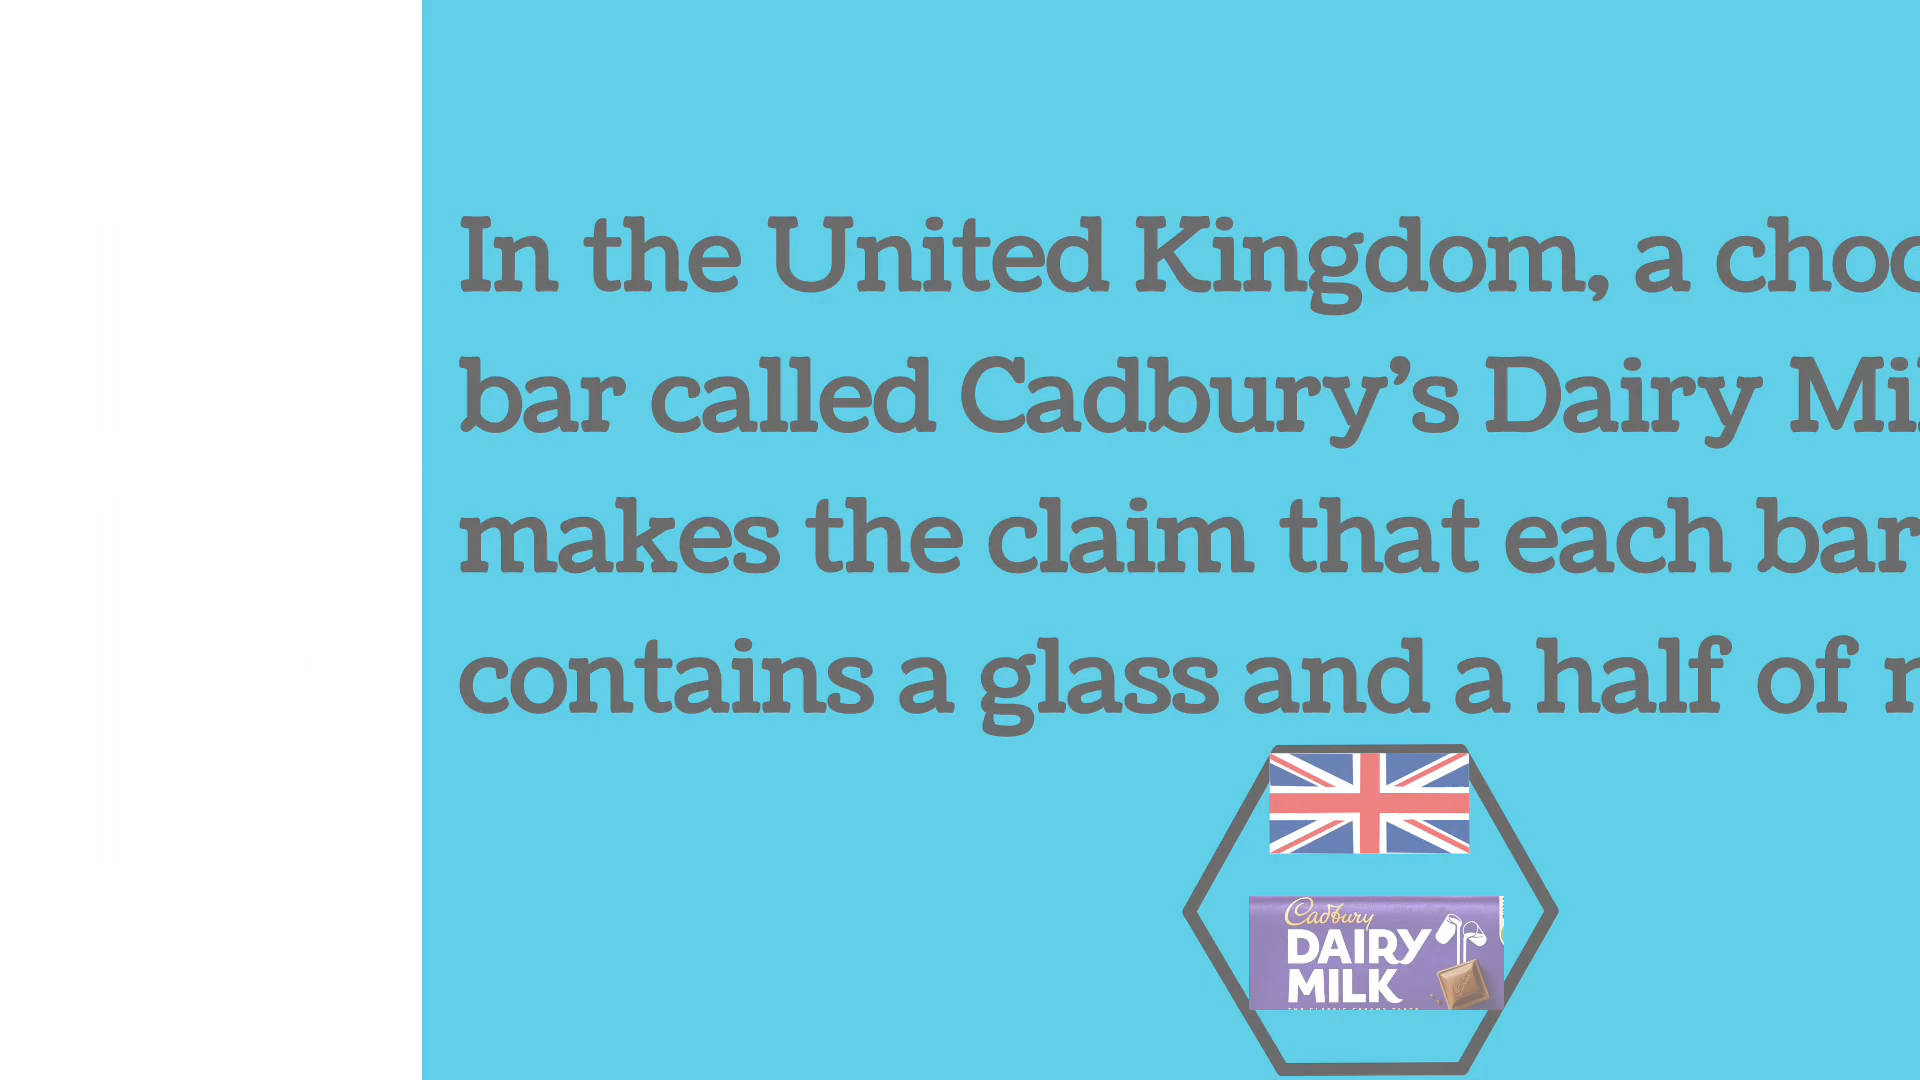 In the United Kingdom, a choc
bar called Cadbury’s Dairy Mi
makes the claim that each bar
contains a glass and a half of
Cadbury
DAIRY
MILK